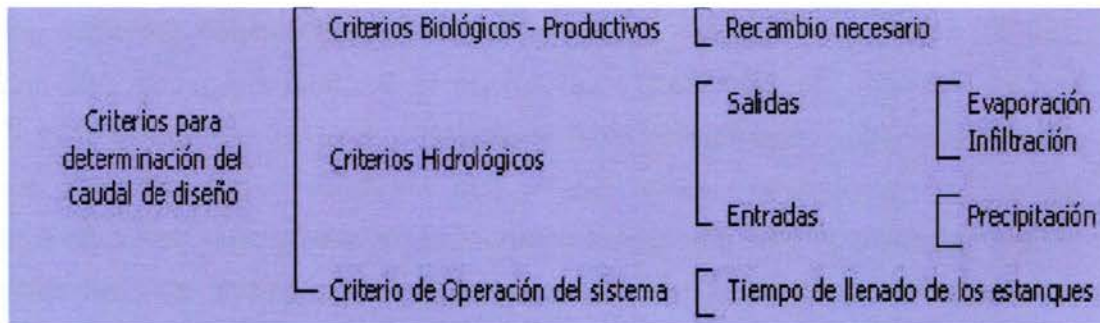 Criterios para
determinación del
caudal de diseño
Criterios Biológicos - Productivos
Recambio necesario
Criterios Hidrológicos
Salidas
Evaporación
Infiltración
Entradas
Precipitación
Criterio de Operación del sistema
Tiempo de llenado de los estanques